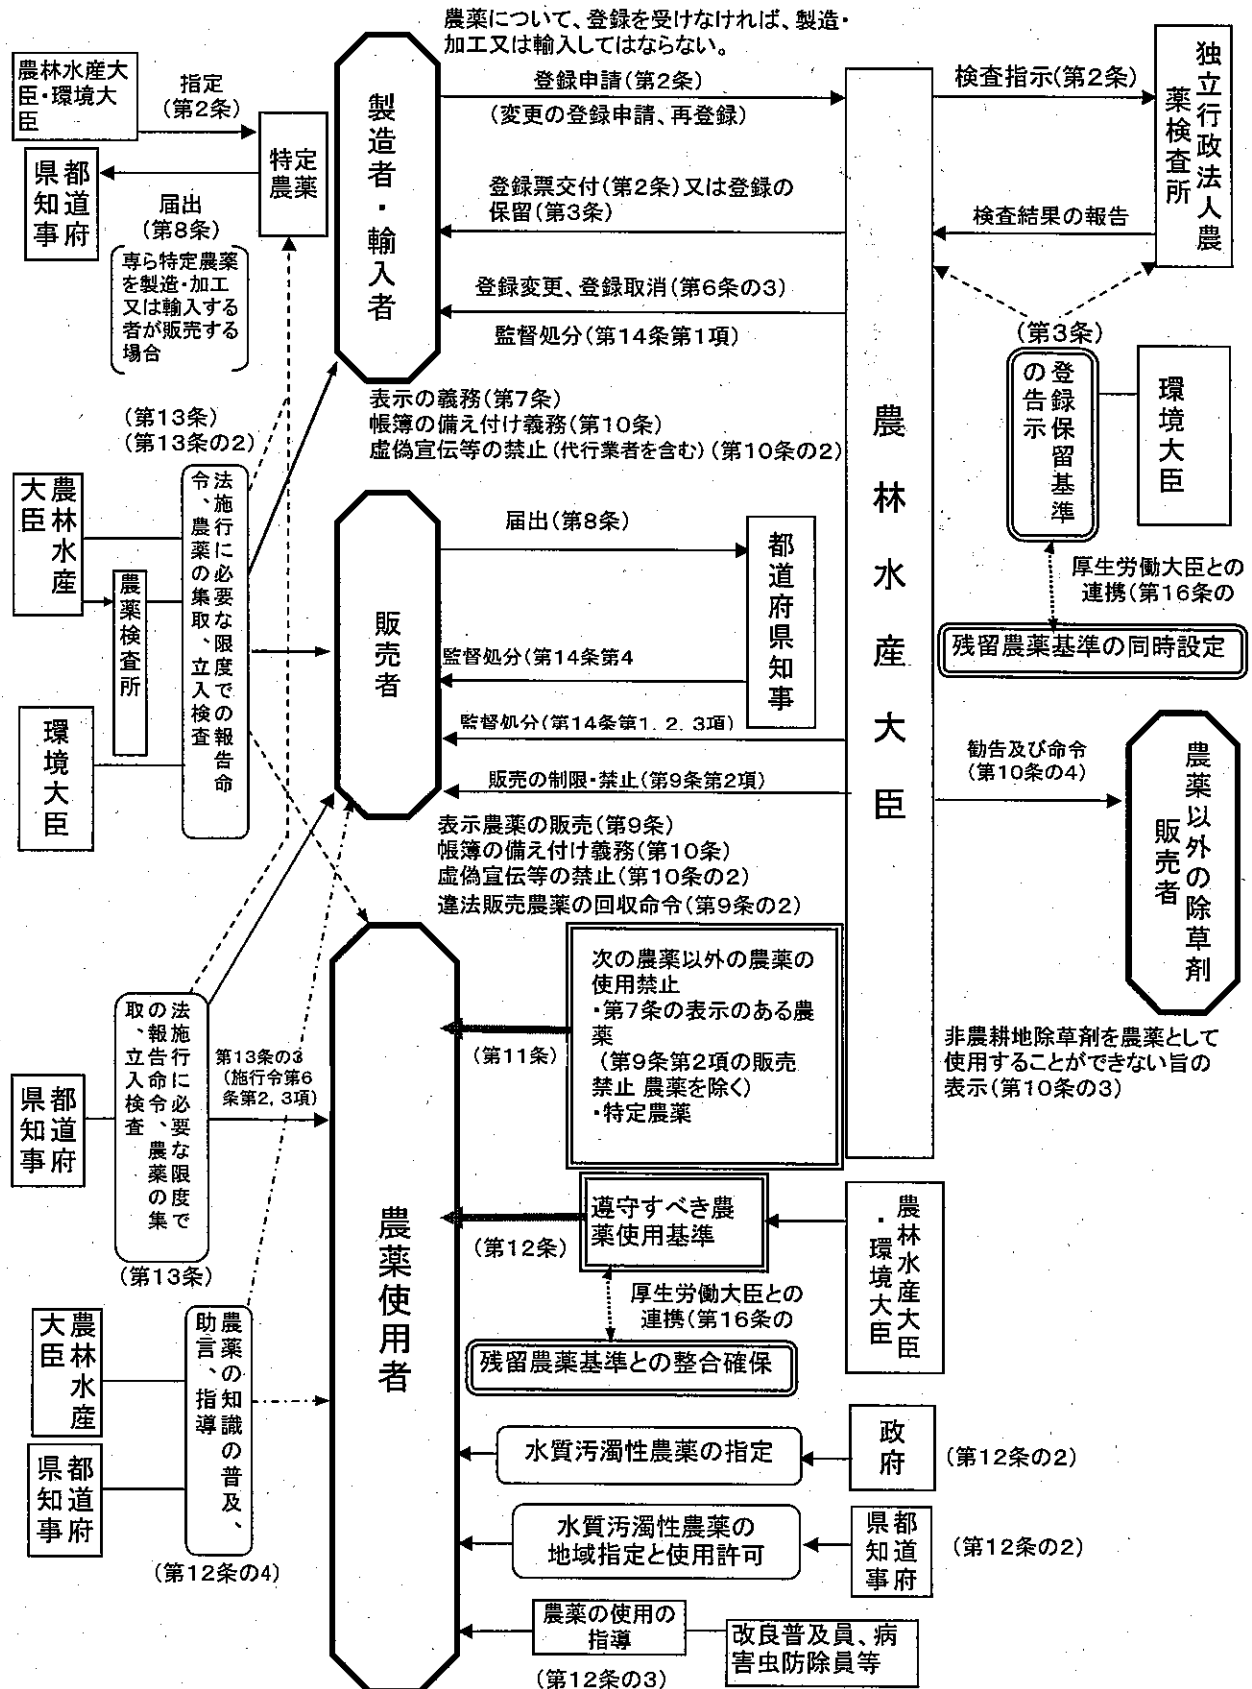 農薬について、登録を受けなければ、製造・
加工又は輸入してはならない。
農林水産大
臣・環境大
臣
指定
(第2条)
都道府
県知事
届出
(第8条)
専ら特定農薬
を製造・加工
又は輸入する
者が販売する
場合
特定
農薬
製造者・輸入者
登録申請(第2条)
(変更の登録申請、再登録)
登録票交付(第2条)又は登録の
保留(第3条)
登録変更、登録取消(第6条の3)
監督処分(第14条第1項)
農林水産大臣
検査指示(第2条)
検査結果の報告
独立行政法人農
薬検査所
(第3条)
登録保留基準
の告示
環境大臣
厚生労働大臣との
連携(第16条の
残留農薬基準の同時設定
表示の義務(第7条)
帳簿の備え付け義務(第10条)
虚偽宣伝等の禁止(代行業者を含む)(第10条の2)
(第13条)
(第13条の2)
農林水産
大臣
農薬検査所
環境大臣
法施行に必要な限度での報告命
令、農薬の集取、立入検査
販売者
届出(第8条)
都道府県知事
監督処分(第14条第4
監督処分(第14条第1, 2, 3項)
販売の制限・禁止(第9条第2項)
表示農薬の販売(第9条)
帳簿の備え付け義務(第10条)
虚偽宣伝等の禁止(第10条の2)
違法販売農薬の回収命令(第9条の2)
勧告及び命令
(第10条の4)
農薬以外の除草剤
販売者
非農耕地除草剤を農薬として
使用することができない旨の
表示(第10条の3)
都道府
県知事
法施行に必要な限度で
の報告命令、農薬の集
取、立入検査
(第13条)
第13条の3
(施行令第6
条第2, 3項)
農薬使用者
次の農薬以外の農薬の
使用禁止
・第7条の表示のある農
薬
(第9条第2項の販売
禁止 農薬を除く)
・特定農薬
(第11条)
遵守すべき農
薬使用基準
(第12条)
農林水産大臣
・環境大臣
厚生労働大臣との
連携(第16条の
残留農薬基準との整合確保
農林水産
大臣
都道府
県知事
農薬の知識の普及、
助言、指導
(第12条の4)
水質汚濁性農薬の指定
政府
(第12条の2)
水質汚濁性農薬の
地域指定と使用許可
都道府
県知事
(第12条の2)
農薬の使用の
指導
(第12条の3)
改良普及員、病
害虫防除員等